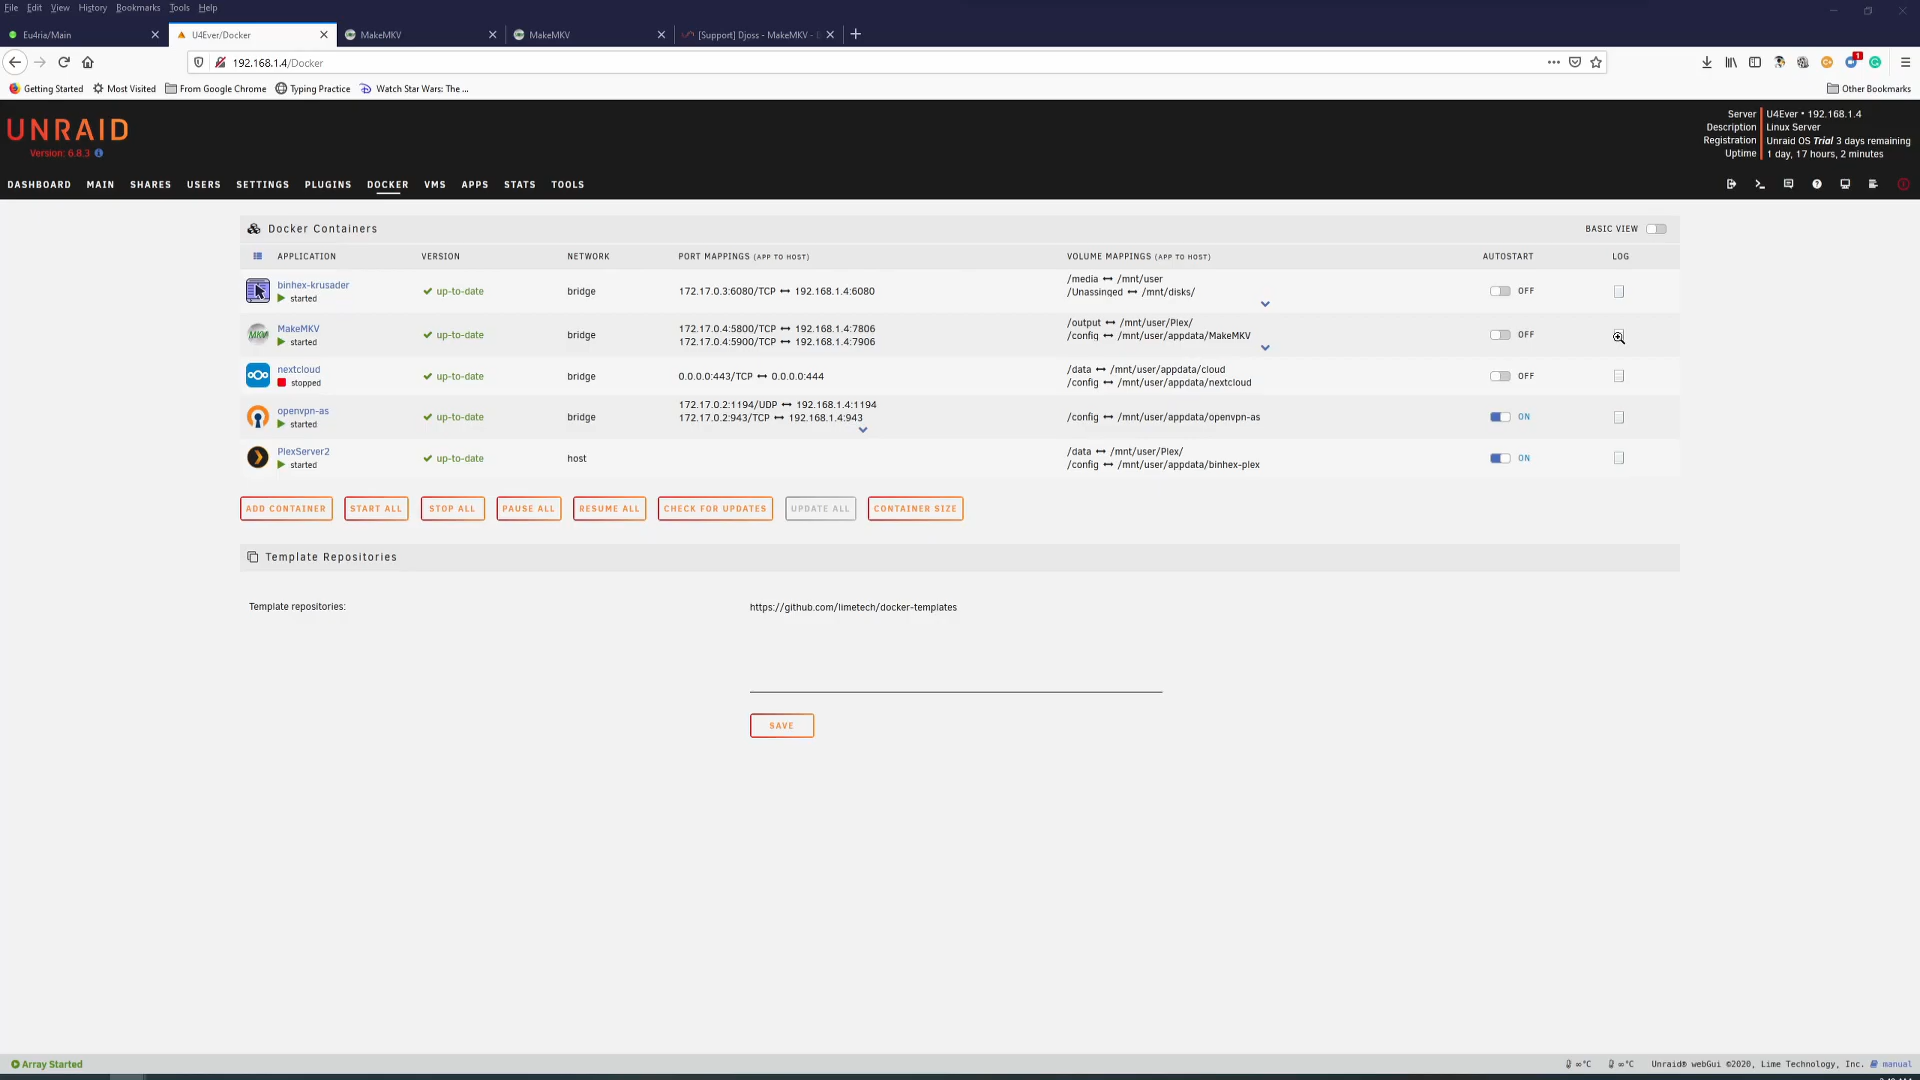 File Edit View History Bookmarks Tools Help
Eu4ria/Main
U4Ever/Docker
MakeMKV
MakeMKV
[Support] Djoss - MakeMKV -
192.168.1.4/Docker
1
Getting Started Most Visited From Google Chrome Typing Practice Watch Star Wars: The ... Other Bookmarks
UNRAID
Version: 6.8.3
Server U4Ever • 192.168.1.4
Description Linux Server
Registration Unraid OS Trial 3 days remaining
Uptime 1 day, 17 hours, 2 minutes
DASHBOARD MAIN SHARES USERS SETTINGS PLUGINS DOCKER VMS APPS STATS TOOLS
Docker Containers BASIC VIEW
APPLICATION VERSION NETWORK PORT MAPPINGS (APP TO HOST) VOLUME MAPPINGS (APP TO HOST) AUTOSTART LOG
binhex-krusader
started
up-to-date
bridge
172.17.0.3:6080/TCP ↔ 192.168.1.4:6080
/media ↔ /mnt/user
/Unassinged ↔ /mnt/disks/
OFF
MKV
MakeMKV
started
up-to-date
bridge
172.17.0.4:5800/TCP ↔ 192.168.1.4:7806
172.17.0.4:5900/TCP ↔ 192.168.1.4:7906
/output ↔ /mnt/user/Plex/
/config ↔ /mnt/user/appdata/MakeMKV
OFF
nextcloud
stopped
up-to-date
bridge
0.0.0.0:443/TCP ↔ 0.0.0.0:444
/data ↔ /mnt/user/appdata/cloud
/config ↔ /mnt/user/appdata/nextcloud
OFF
openvpn-as
started
up-to-date
bridge
172.17.0.2:1194/UDP ↔ 192.168.1.4:1194
172.17.0.2:943/TCP ↔ 192.168.1.4:943
/config ↔ /mnt/user/appdata/openvpn-as
ON
PlexServer2
started
up-to-date
host
/data ↔ /mnt/user/Plex/
/config ↔ /mnt/user/appdata/binhex-plex
ON
ADD CONTAINER START ALL STOP ALL PAUSE ALL RESUME ALL CHECK FOR UPDATES UPDATE ALL CONTAINER SIZE
Template Repositories
Template repositories: https://github.com/limetech/docker-templates
SAVE
Array Started
∞°C ∞°C Unraid® webGui ©2020, Lime Technology, Inc. manual